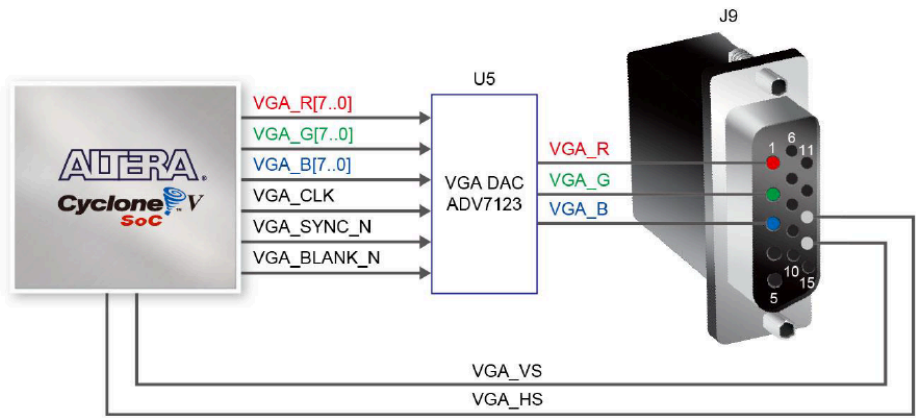 J9
U5
VGA_R[7..0]
VGA_G[7..0]
VGA_B[7..0]
VGA_CLK
VGA_SYNC_N
VGA_BLANK_N
ALTERA.
Cyclone V
SoC
VGA DAC
ADV7123
VGA_R
VGA_G
VGA_B
1
6
11
5
10
15
VGA_VS
VGA_HS